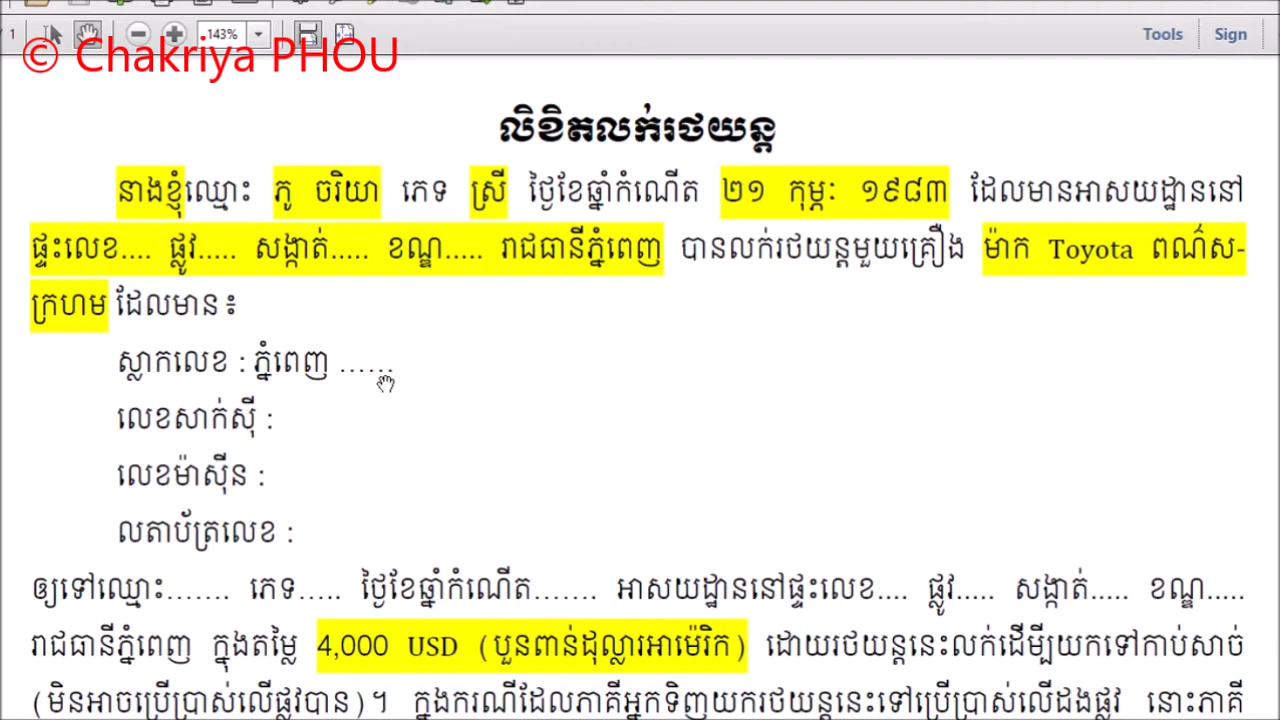 1
143%
Tools
Sign
© Chakriya PHOU
លិខិតលក់រថយន្ត
នាងខ្ញុំឈ្មោះ ភូ ចរិយា ភេទ ស្រី ថ្ងៃខែឆ្នាំកំណើត ២១ កុម្ភៈ ១៩៨៣ ដែលមានអាសយដ្ឋាននៅ
ផ្ទះលេខ.... ផ្លូវ..... សង្កាត់..... ខណ្ឌ..... រាជធានីភ្នំពេញ បានលក់រថយន្តមួយគ្រឿង ម៉ាក Toyota ពណ៌ស-
ក្រហម ដែលមាន៖
ស្លាកលេខ : ភ្នំពេញ ……
លេខសាក់ស៊ី :
លេខម៉ាស៊ីន :
លតាប័ត្រលេខ :
ឲ្យទៅឈ្មោះ……. ភេទ….. ថ្ងៃខែឆ្នាំកំណើត……. អាសយដ្ឋាននៅផ្ទះលេខ.... ផ្លូវ..... សង្កាត់..... ខណ្ឌ.....
រាជធានីភ្នំពេញ ក្នុងតម្លៃ 4,000 USD (បួនពាន់ដុល្លារអាម៉េរិក) ដោយរថយន្តនេះលក់ដើម្បីយកទៅកាប់សាច់
(មិនអាចប្រើប្រាស់លើផ្លូវបាន)។ ក្នុងករណីដែលភាគីអ្នកទិញយករថយន្តនេះទៅប្រើប្រាស់លើដងផ្លូវ នោះភាគី